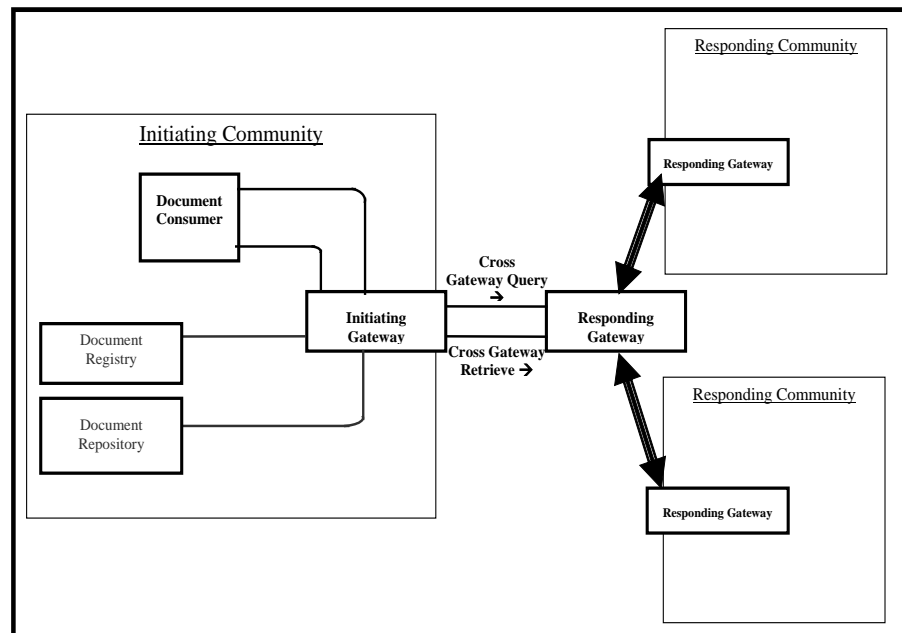 Responding Community
Responding Gateway
Initiating Community
Document
Consumer
Cross
Gateway Query
➔
Initiating
Gateway
Responding
Gateway
Document
Registry
Cross Gateway
Retrieve ➔
Document
Repository
Responding Community
Responding Gateway